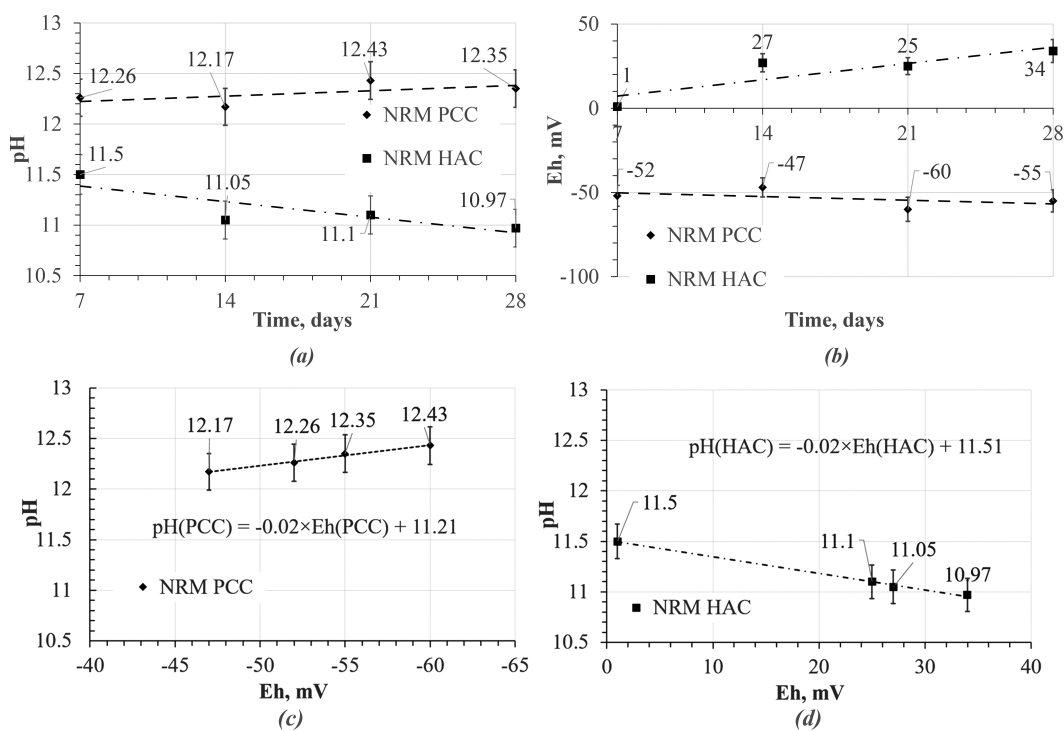 13
12.5
12
11.5
11
10.5
pH
12.26
12.17
12.43
12.35
NRM PCC
NRM HAC
11.5
11.05
11.1
10.97
7 14 21 28
Time, days
(a)
50
0
-50
-100
Eh, mV
1
27
25
34
7 14 21 28
-52
-47
-60
-55
NRM PCC
NRM HAC
Time, days
(b)
13
12.5
12
11.5
11
10.5
pH
12.17
12.26
12.35
12.43
pH(PCC) = -0.02×Eh(PCC) + 11.21
NRM PCC
-40 -45 -50 -55 -60 -65
Eh, mV
(c)
13
12.5
12
11.5
11
10.5
pH
pH(HAC) = -0.02×Eh(HAC) + 11.51
11.5
11.1
11.05
10.97
NRM HAC
0 10 20 30 40
Eh, mV
(d)